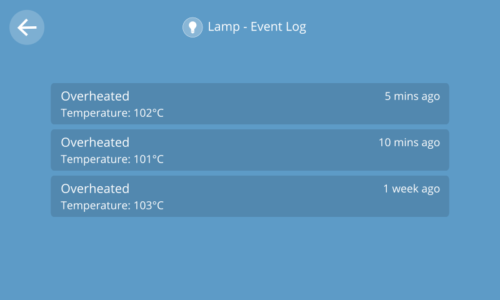 Lamp - Event Log
Overheated 5 mins ago
Temperature: 102°C
Overheated 10 mins ago
Temperature: 101°C
Overheated 1 week ago
Temperature: 103°C